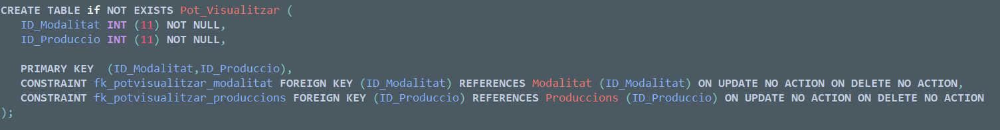 CREATE TABLE if NOT EXISTS Pot_Visualitzar (
ID_Modalitat INT (11) NOT NULL,
ID_Produccio INT (11) NOT NULL,
PRIMARY KEY  (ID_Modalitat,ID_Produccio),
CONSTRAINT fk_potvisualitzar_modalitat FOREIGN KEY (ID_Modalitat) REFERENCES Modalitat (ID_Modalitat) ON UPDATE NO ACTION ON DELETE NO ACTION,
CONSTRAINT fk_potvisualitzar_produccions FOREIGN KEY (ID_Produccio) REFERENCES Produccions (ID_Produccio) ON UPDATE NO ACTION ON DELETE NO ACTION
);